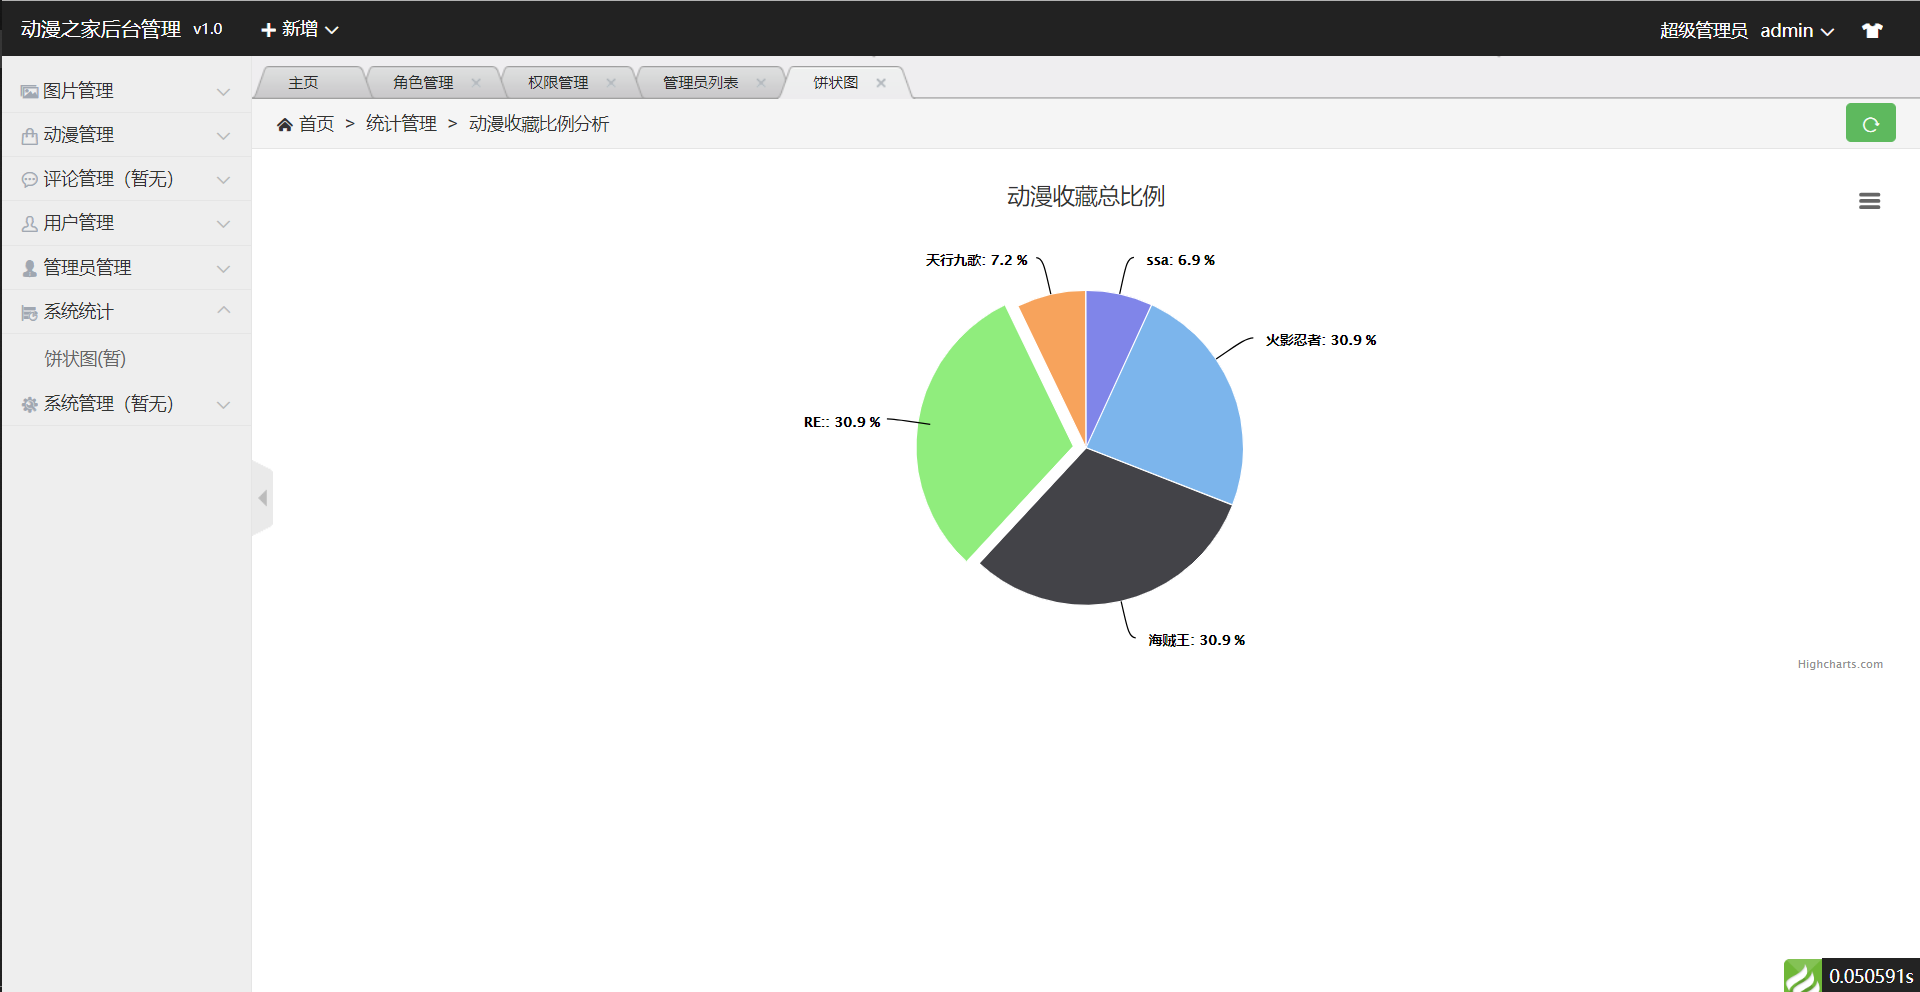 动漫之家后台管理 v1.0 新增 超级管理员 admin
主页 角色管理 权限管理 管理员列表 饼状图
首页 > 统计管理 > 动漫收藏比例分析
图片管理
动漫管理
评论管理（暂无）
用户管理
管理员管理
系统统计
饼状图(暂)
系统管理（暂无）
动漫收藏总比例
天行九歌: 7.2 %
ssa: 6.9 %
火影忍者: 30.9 %
RE:: 30.9 %
海贼王: 30.9 %
Highcharts.com
0.050591s